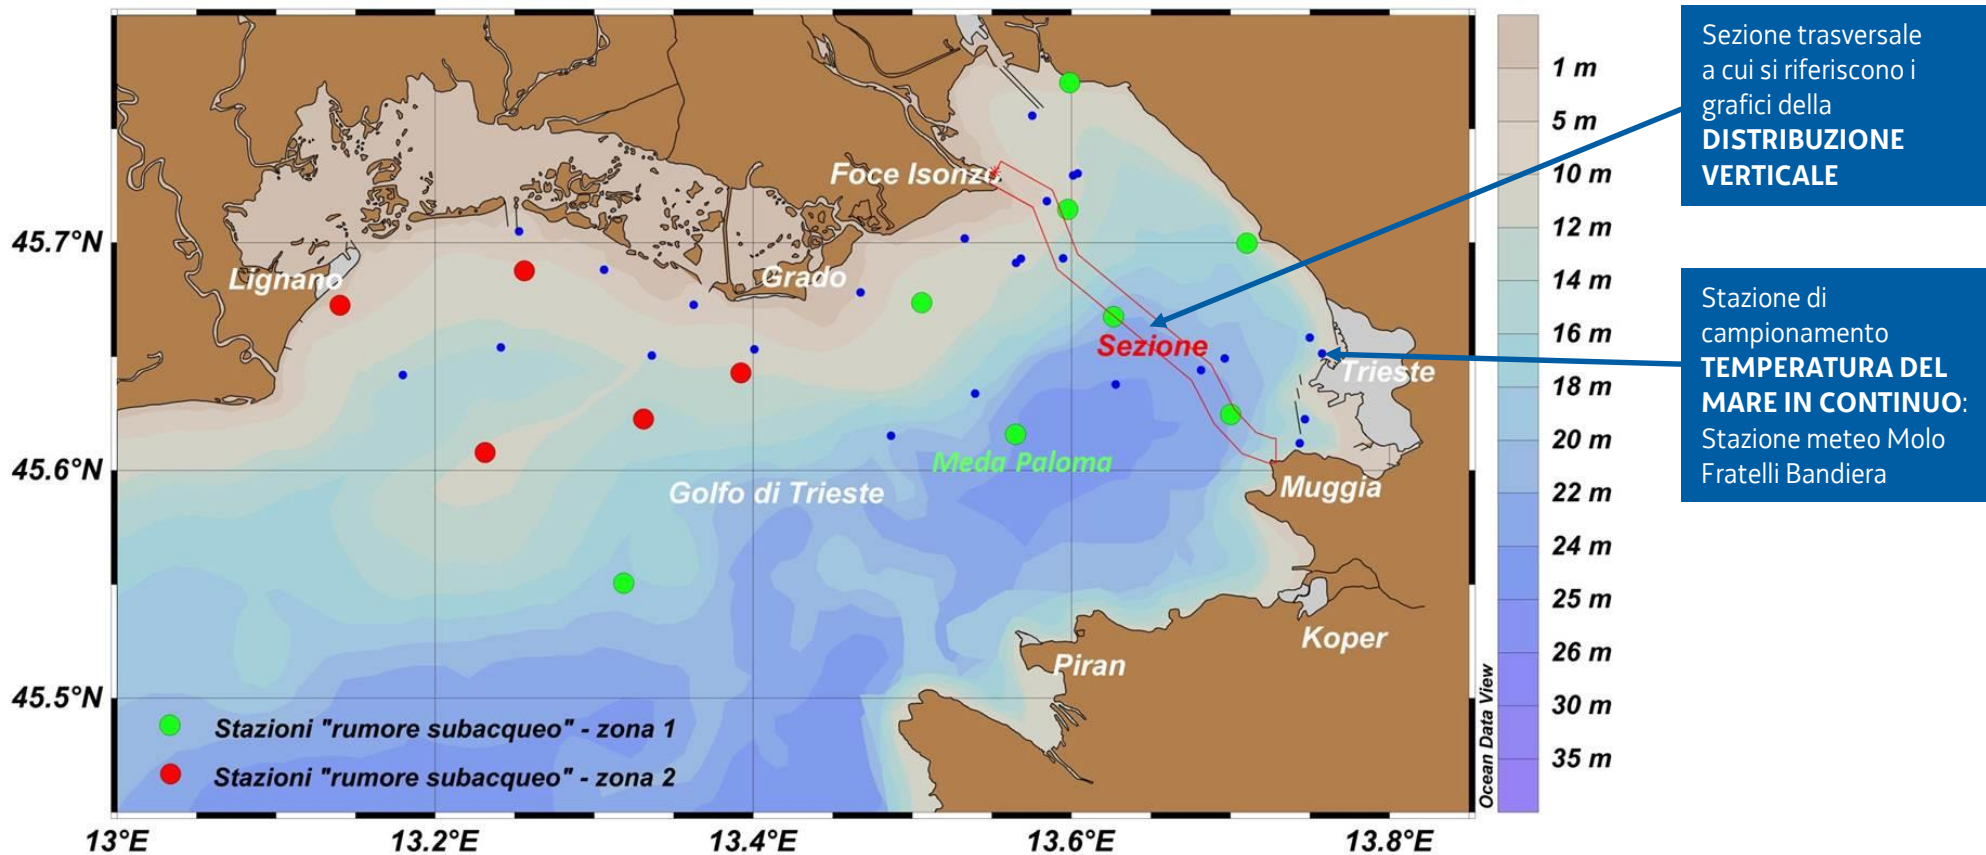 Sezione trasversale
a cui si riferiscono i
grafici della
DISTRIBUZIONE
VERTICALE
Stazione di
campionamento
TEMPERATURA DEL
MARE IN CONTINUO:
Stazione meteo Molo
Fratelli Bandiera
1 m
5 m
10 m
12 m
14 m
16 m
18 m
20 m
22 m
24 m
25 m
26 m
30 m
35 m
Ocean Data View
45.7°N
45.6°N
45.5°N
Foce Isonzo
Lignano
Grado
Sezione
Trieste
Meda Paloma
Golfo di Trieste
Muggia
Koper
Piran
Stazioni "rumore subacqueo" - zona 1
Stazioni "rumore subacqueo" - zona 2
13°E
13.2°E
13.4°E
13.6°E
13.8°E